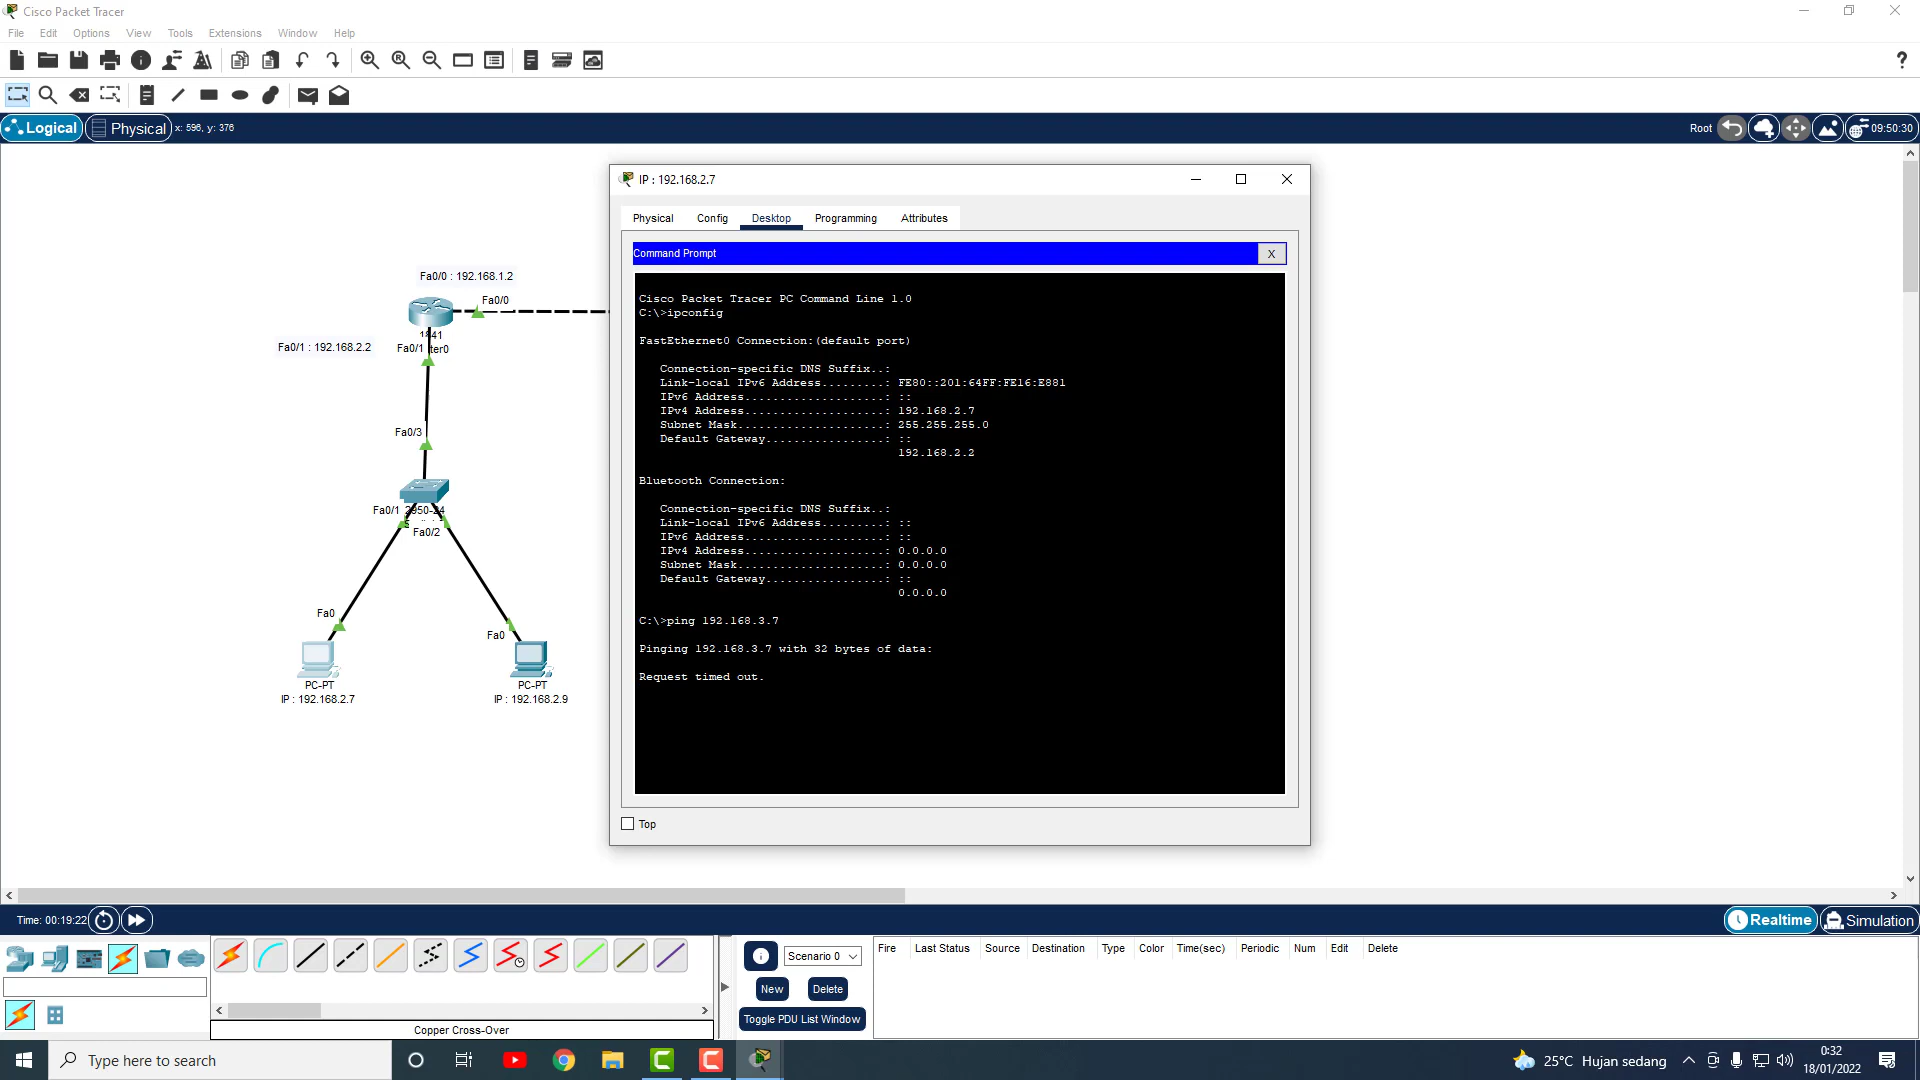 Cisco Packet Tracer
File Edit Options View Tools Extensions Window Help
?
Logical Physical x: 596, y: 376 Root 09:50:30
IP : 192.168.2.7
Physical Config Desktop Programming Attributes
Command Prompt X
Cisco Packet Tracer PC Command Line 1.0
C:\>ipconfig
FastEthernet0 Connection:(default port)
Connection-specific DNS Suffix..:
Link-local IPv6 Address.........: FE80::201:64FF:FE16:E881
IPv6 Address....................: ::
IPv4 Address....................: 192.168.2.7
Subnet Mask.....................: 255.255.255.0
Default Gateway.................: ::
192.168.2.2
Bluetooth Connection:
Connection-specific DNS Suffix..:
Link-local IPv6 Address.........: ::
IPv6 Address....................: ::
IPv4 Address....................: 0.0.0.0
Subnet Mask.....................: 0.0.0.0
Default Gateway.................: ::
0.0.0.0
C:\>ping 192.168.3.7
Pinging 192.168.3.7 with 32 bytes of data:
Request timed out.
Top
Fa0/0 : 192.168.1.2
Fa0/0
1841
Fa0/1 : 192.168.2.2
Fa0/1 ter0
Fa0/3
Fa0/1 2950-24
Fa0/2
Fa0
Fa0
PC-PT
IP : 192.168.2.7
PC-PT
IP : 192.168.2.9
Time: 00:19:22 Realtime Simulation
Scenario 0
New Delete
Toggle PDU List Window
Fire Last Status Source Destination Type Color Time(sec) Periodic Num Edit Delete
Copper Cross-Over
Type here to search
25°C Hujan sedang
0:32
18/01/2022